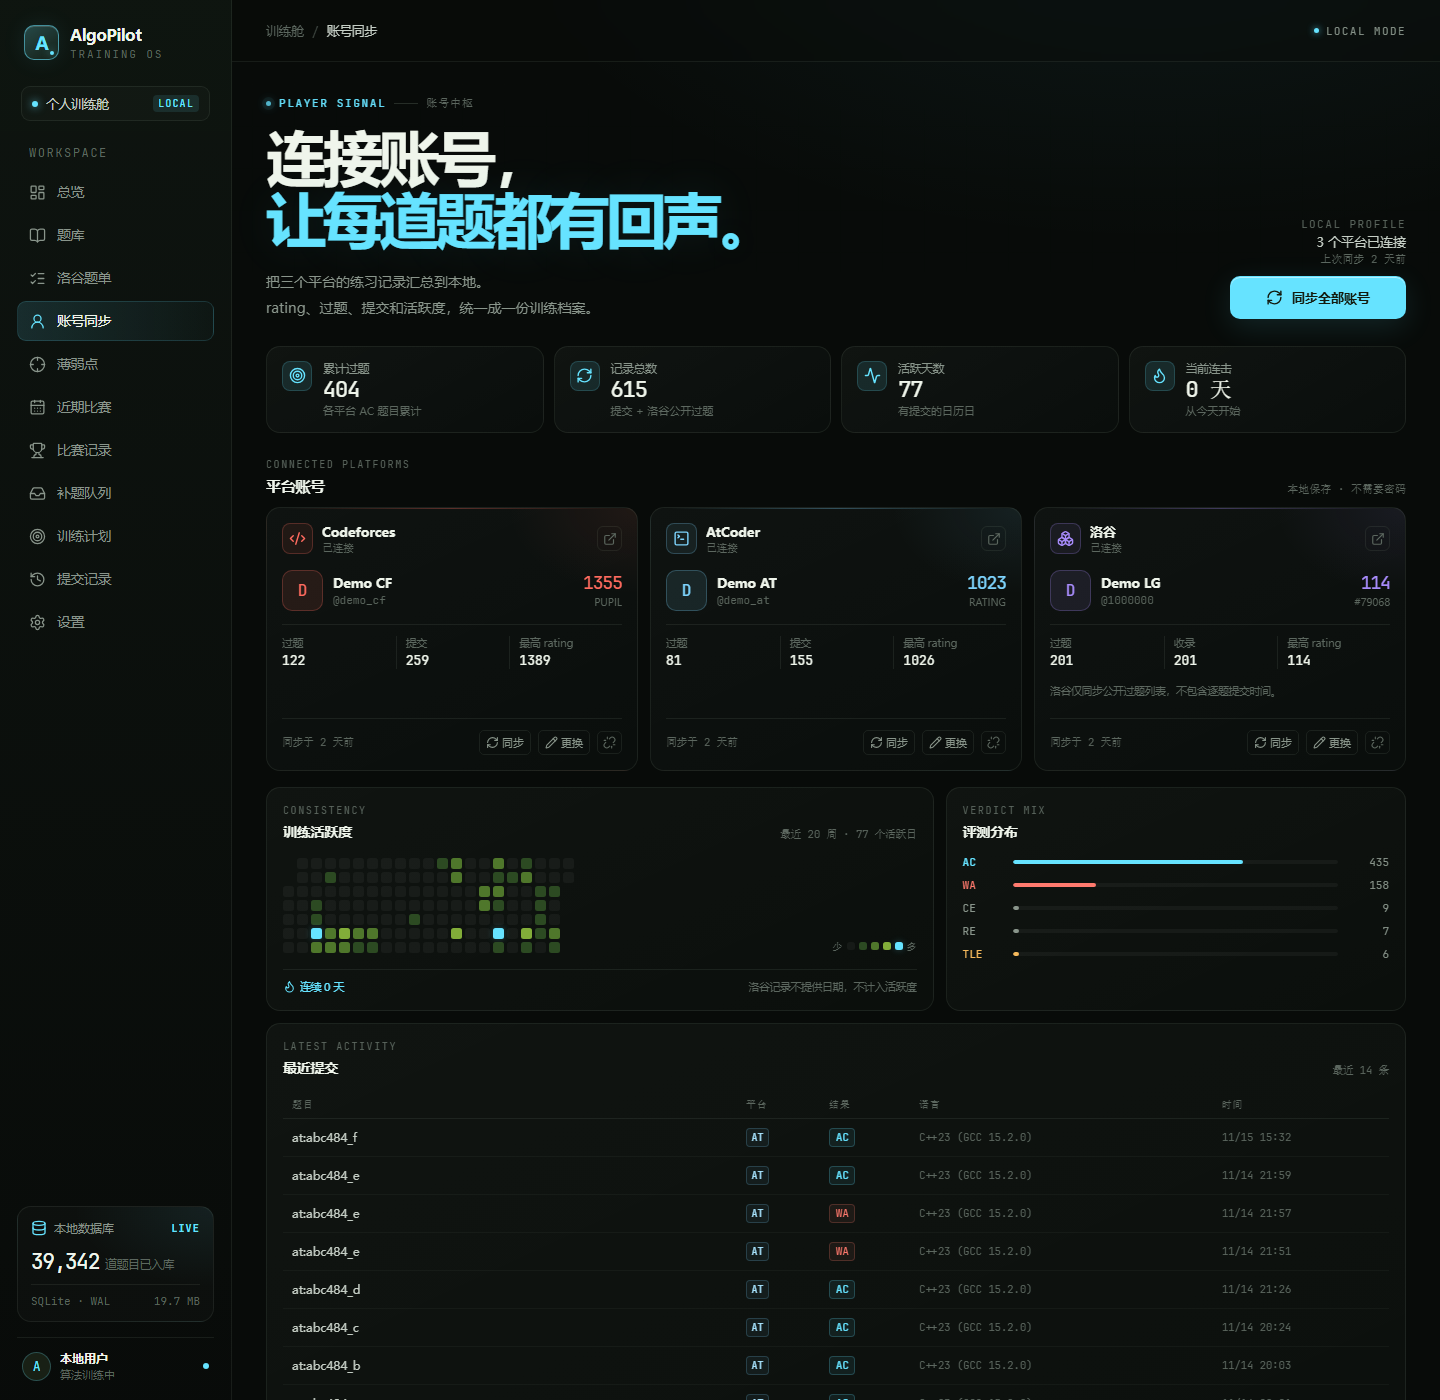 A
AlgoPilot
TRAINING OS
个人训练舱 LOCAL
WORKSPACE
总览
题库
洛谷题单
账号同步
薄弱点
近期比赛
比赛记录
补题队列
训练计划
提交记录
设置
本地数据库 LIVE
39,342 道题目已入库
SQLite · WAL 19.7 MB
A 本地用户
算法训练中
训练舱 / 账号同步 LOCAL MODE
PLAYER SIGNAL 账号中枢
连接账号，
让每道题都有回声。
把三个平台的练习记录汇总到本地。
rating、过题、提交和活跃度，统一成一份训练档案。
LOCAL PROFILE
3 个平台已连接
上次同步 2 天前
同步全部账号
累计过题
404
各平台 AC 题目累计
记录总数
615
提交 + 洛谷公开过题
活跃天数
77
有提交的日历日
当前连击
0 天
从今天开始
CONNECTED PLATFORMS
平台账号 本地保存 · 不需要密码
Codeforces
已连接
D Demo CF 1355
@demo_cf PUPIL
过题 提交 最高 rating
122 259 1389
同步于 2 天前 同步 更换
AtCoder
已连接
D Demo AT 1023
@demo_at RATING
过题 提交 最高 rating
81 155 1026
同步于 2 天前 同步 更换
洛谷
已连接
D Demo LG 114
@1000000 #79068
过题 收录 最高 rating
201 201 114
洛谷仅同步公开过题列表，不包含逐题提交时间。
同步于 2 天前 同步 更换
CONSISTENCY
训练活跃度 最近 20 周 · 77 个活跃日
少 多
连续 0 天 洛谷记录不提供日期，不计入活跃度
VERDICT MIX
评测分布
AC 435
WA 158
CE 9
RE 7
TLE 6
LATEST ACTIVITY
最近提交 最近 14 条
题目 平台 结果 语言 时间
at:abc484_f AT AC C++23 (GCC 15.2.0) 11/15 15:32
at:abc484_e AT AC C++23 (GCC 15.2.0) 11/14 21:59
at:abc484_e AT WA C++23 (GCC 15.2.0) 11/14 21:57
at:abc484_e AT WA C++23 (GCC 15.2.0) 11/14 21:51
at:abc484_d AT AC C++23 (GCC 15.2.0) 11/14 21:26
at:abc484_c AT AC C++23 (GCC 15.2.0) 11/14 20:24
at:abc484_b AT AC C++23 (GCC 15.2.0) 11/14 20:03